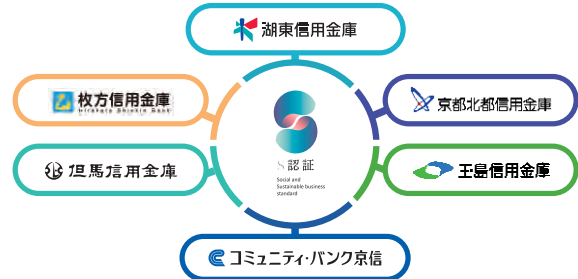 湖東信用金庫
枚方信用金庫
Hirakata Shinkin Bank
京都北都信用金庫
S認証
Social and
Sustainable business
standard
但馬信用金庫
玉島信用金庫
コミュニティ・バンク京信